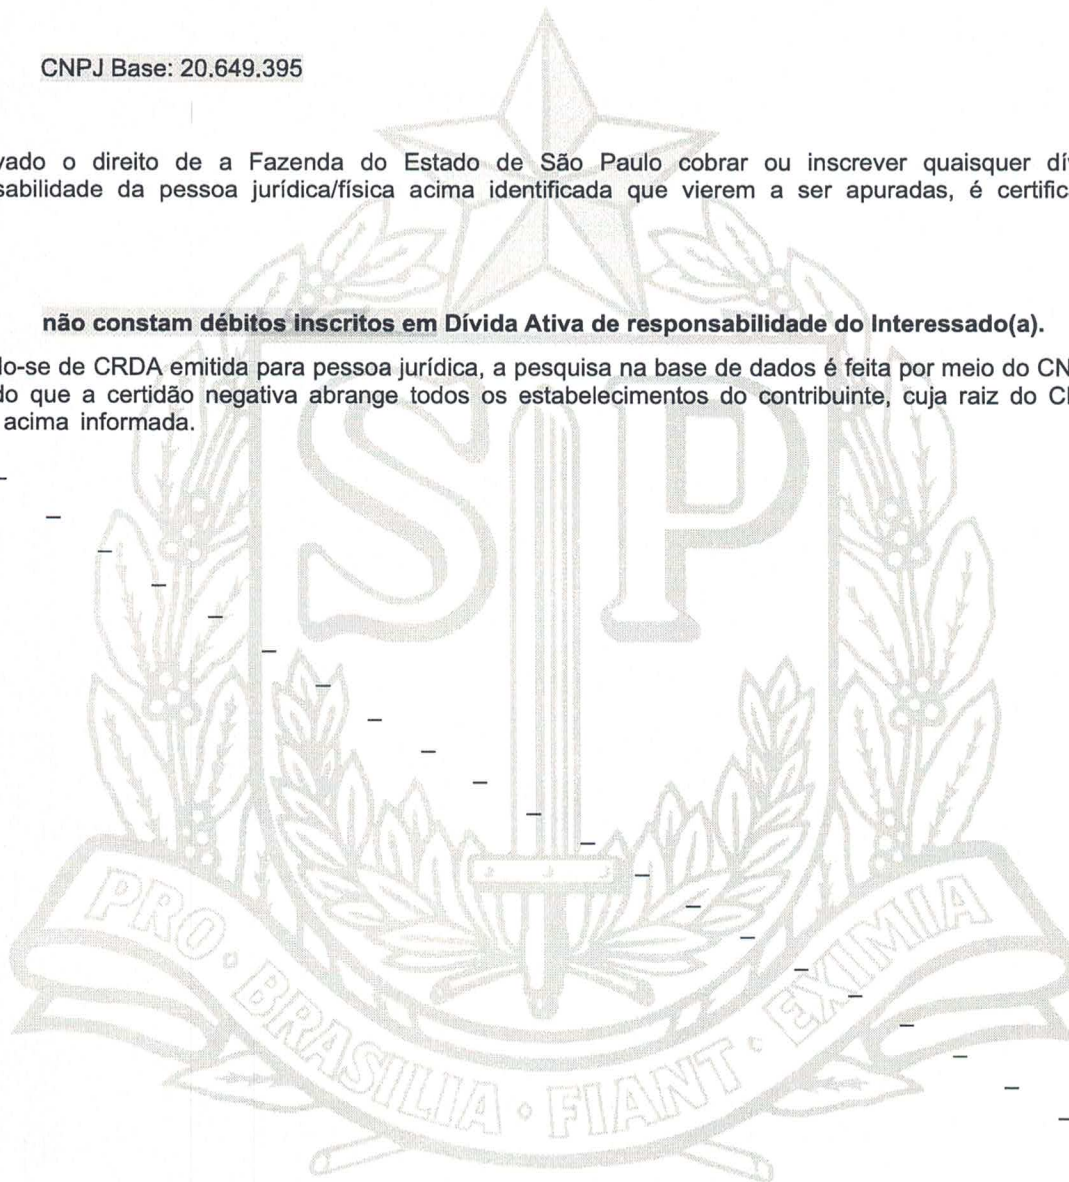 CNPJ Base: 20.649.395
vado o direito de a Fazenda do Estado de São Paulo cobrar ou inscrever quaisquer dív
sabilidade da pessoa jurídica/física acima identificada que vierem a ser apuradas, é certific
não constam débitos inscritos em Dívida Ativa de responsabilidade do Interessado(a).
do-se de CRDA emitida para pessoa jurídica, a pesquisa na base de dados é feita por meio do CN
do que a certidão negativa abrange todos os estabelecimentos do contribuinte, cuja raiz do C
acima informada.
S P
PRO • BRASILIA • FIANT • EXIMIA